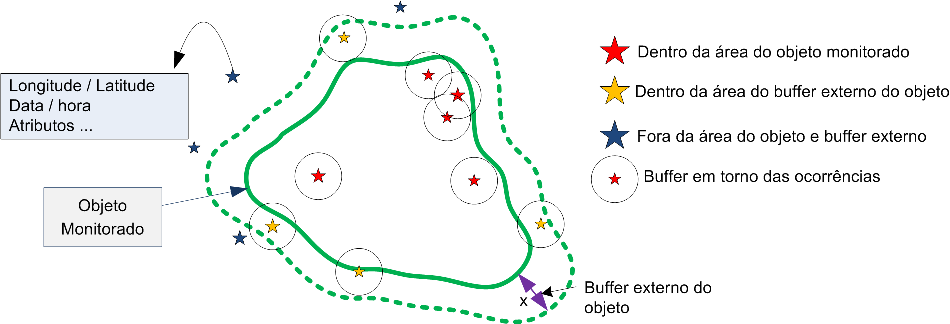 Longitude / Latitude
Data / hora
Atributos ...
Objeto
Monitorado
Dentro da área do objeto monitorado
Dentro da área do buffer externo do objeto
Fora da área do objeto e buffer externo
Buffer em torno das ocorrências
x
Buffer externo do
objeto